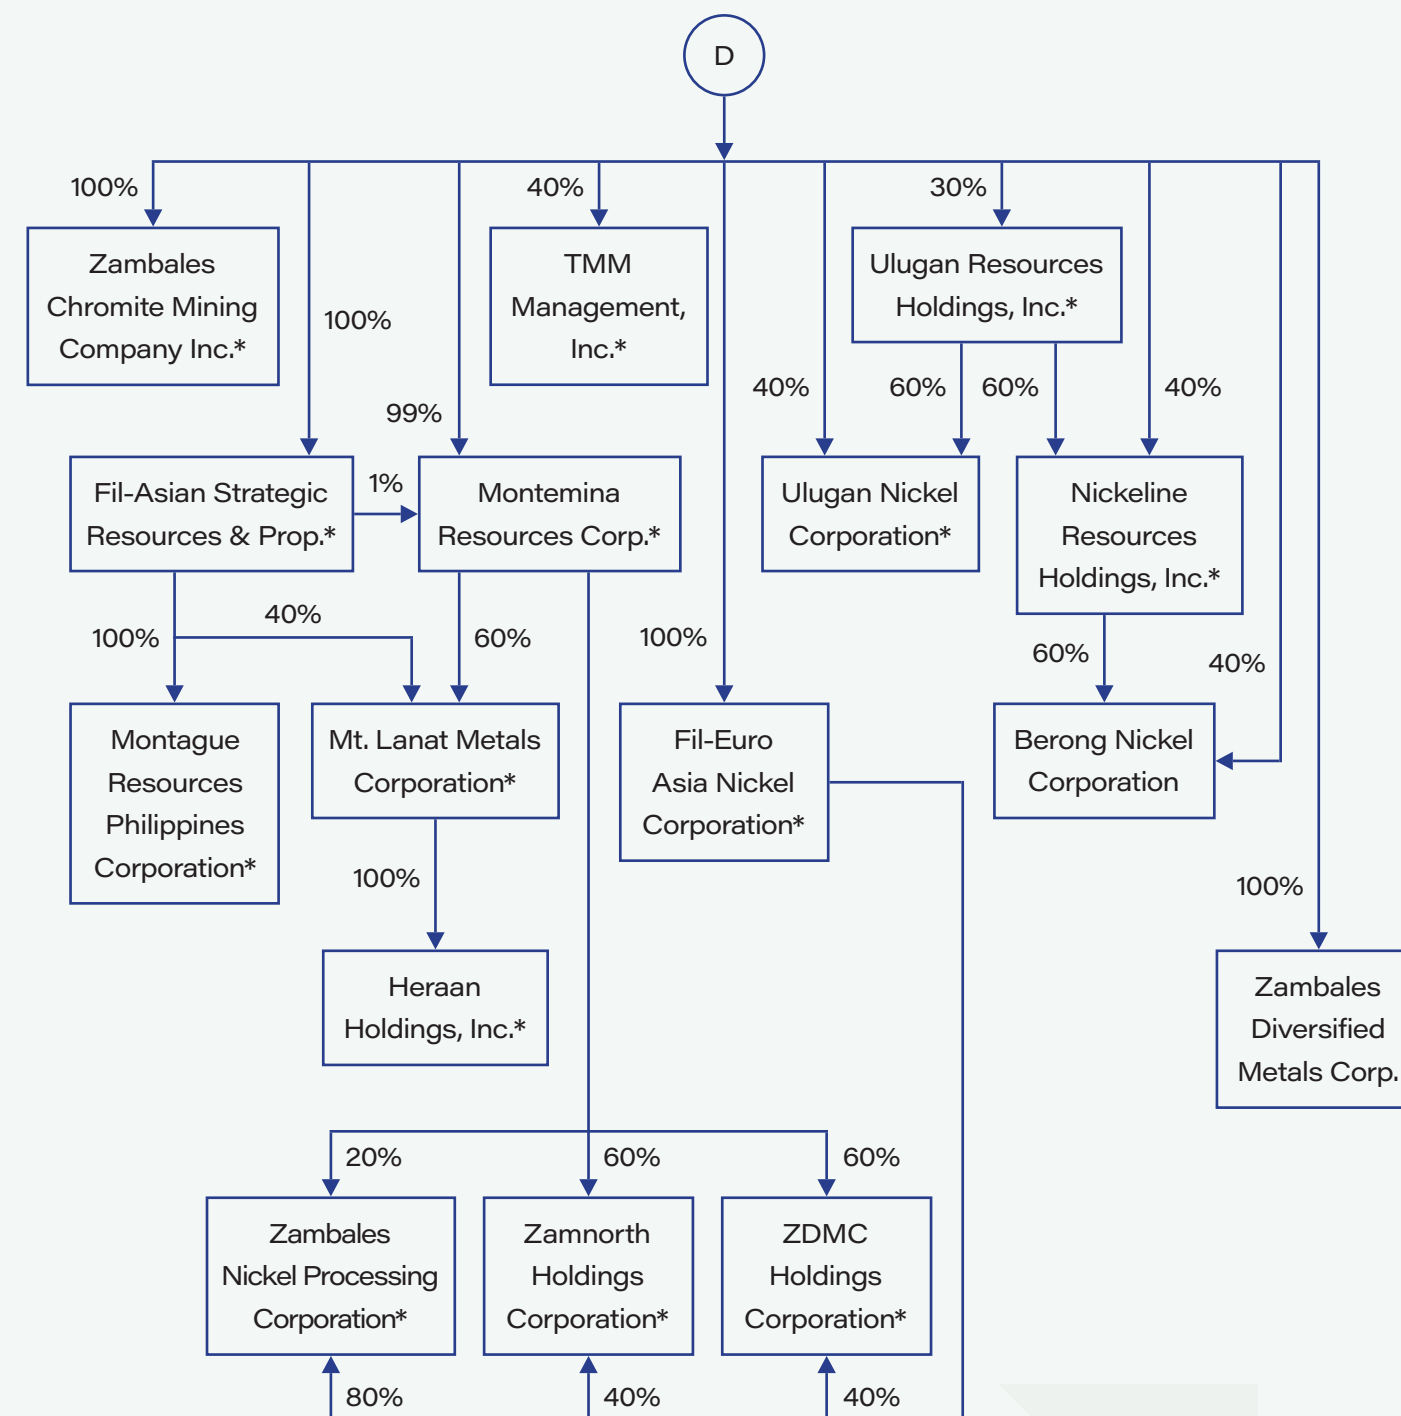 D
100%
40%
30%
Zambales
Chromite Mining
Company Inc.*
TMM
Management,
Inc.*
Ulugan Resources
Holdings, Inc.*
100%
99%
40%
60%
60%
40%
Fil-Asian Strategic
Resources & Prop.*
1%
Montemina
Resources Corp.*
Ulugan Nickel
Corporation*
Nickeline
Resources
Holdings, Inc.*
100%
40%
60%
100%
60%
40%
Montague
Resources
Philippines
Corporation*
Mt. Lanat Metals
Corporation*
Fil-Euro
Asia Nickel
Corporation*
Berong Nickel
Corporation
100%
100%
Heraan
Holdings, Inc.*
Zambales
Diversified
Metals Corp.
20%
60%
60%
Zambales
Nickel Processing
Corporation*
Zamnorth
Holdings
Corporation*
ZDMC
Holdings
Corporation*
80%
40%
40%